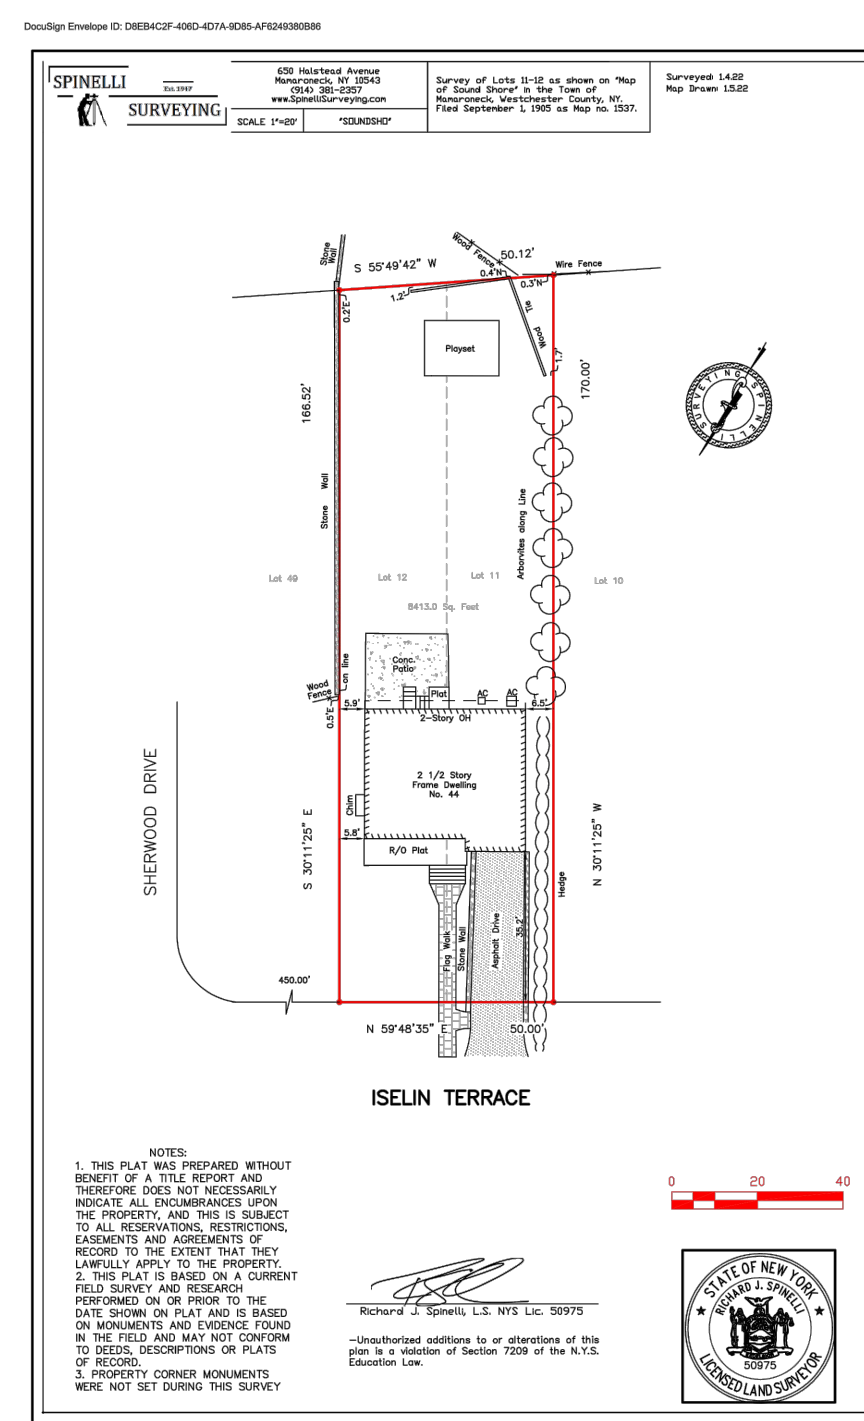 DocuSign Envelope ID: D8EB4C2F-406D-4D7A-9D85-AF6249380B86
SPINELLI
Est. 1947
SURVEYING
650 Halstead Avenue
Mamaroneck, NY 10543
(914) 381-2357
www.SpinelliSurveying.com
SCALE 1"=20'
"SOUNDSHO"
Survey of Lots 11-12 as shown on "Map
of Sound Shore" in the Town of
Mamaroneck, Westchester County, NY.
Filed September 1, 1905 as Map no. 1537.
Surveyed: 1.4.22
Map Drawn: 1.5.22
Stone
Wall
S 55°49'42" W
Wood Fence
50.12'
Wire Fence
0.4'N
0.3'N
1.2'
0.2'E
Wood Tie
1.7'
Playset
166.52'
170.00'
SURVEYING SPINELLI
Stone Wall
Arborvites along Line
Lot 49
Lot 12
Lot 11
Lot 10
8413.0 Sq. Feet
Conc.
Patio
on line
Wood
Fence
0.5'E
Plat
AC
AC
5.9'
6.5'
2-Story OH
2 1/2 Story
Frame Dwelling
No. 44
Chim
5.8'
R/O Plat
SHERWOOD DRIVE
S 30°11'25" E
N 30°11'25" W
Hedge
Flag Walk
Stone Wall
Asphalt Drive
35.2'
450.00'
N 59°48'35" E
50.00'
ISELIN TERRACE
NOTES:
1. THIS PLAT WAS PREPARED WITHOUT
BENEFIT OF A TITLE REPORT AND
THEREFORE DOES NOT NECESSARILY
INDICATE ALL ENCUMBRANCES UPON
THE PROPERTY, AND THIS IS SUBJECT
TO ALL RESERVATIONS, RESTRICTIONS,
EASEMENTS AND AGREEMENTS OF
RECORD TO THE EXTENT THAT THEY
LAWFULLY APPLY TO THE PROPERTY.
2. THIS PLAT IS BASED ON A CURRENT
FIELD SURVEY AND RESEARCH
PERFORMED ON OR PRIOR TO THE
DATE SHOWN ON PLAT AND IS BASED
ON MONUMENTS AND EVIDENCE FOUND
IN THE FIELD AND MAY NOT CONFORM
TO DEEDS, DESCRIPTIONS OR PLATS
OF RECORD.
3. PROPERTY CORNER MONUMENTS
WERE NOT SET DURING THIS SURVEY
Richard J. Spinelli, L.S. NYS Lic. 50975
—Unauthorized additions to or alterations of this
plan is a violation of Section 7209 of the N.Y.S.
Education Law.
0 20 40
STATE OF NEW YORK
RICHARD J. SPINELLI
50975
LICENSED LAND SURVEYOR